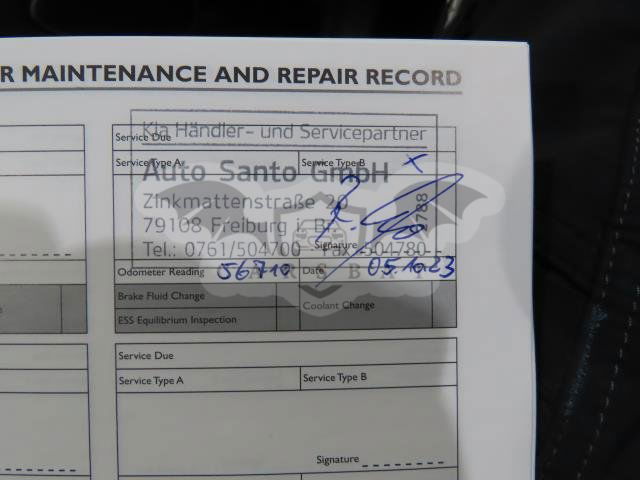 R MAINTENANCE AND REPAIR RECORD
Kia Händler- und Servicepartner
Service Due
Service Type A
Service Type B x
Auto Santo GmbH
Zinkmattenstraße 2
79108 Freiburg i. Br.
Signature
Tel.: 0761/504700 - Fax 504780
Odometer Reading 56710 Date 05.10.23
Brake Fluid Change
Coolant Change
ESS Equilibrium Inspection
Service Due
Service Type A
Service Type B
Signature